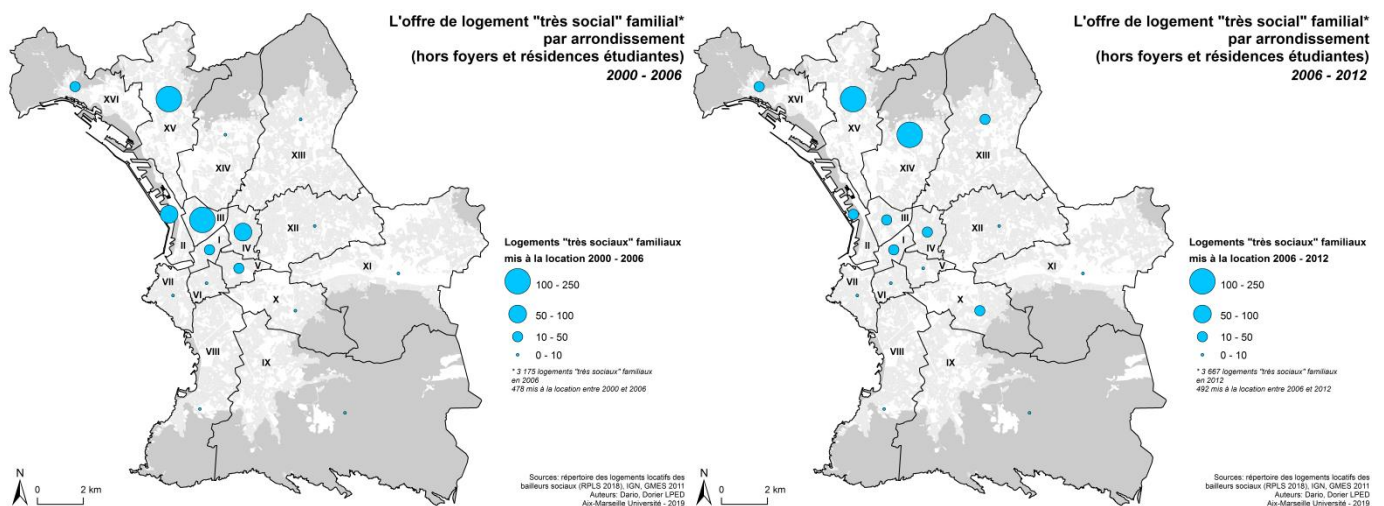 L'offre de logement "très social" familial*
par arrondissement
(hors foyers et résidences étudiantes)
2000 - 2006
XVI
XV
XIV
XIII
III
II
I
IV
XII
V
XI
VII
VI
X
VIII
IX
Logements "très sociaux" familiaux
mis à la location 2000 - 2006
100 - 250
50 - 100
10 - 50
0 - 10
* 3 175 logements "très sociaux" familiaux
en 2006
478 mis à la location entre 2000 et 2006
N
0 2 km
Sources: répertoire des logements locatifs des
bailleurs sociaux (RPLS 2018), IGN, GMES 2011
Auteurs: Dario, Dorier LPED
Aix-Marseille Université - 2019
L'offre de logement "très social" familial*
par arrondissement
(hors foyers et résidences étudiantes)
2006 - 2012
XVI
XV
XIV
XIII
III
II
I
IV
XII
V
XI
VII
VI
X
VIII
IX
Logements "très sociaux" familiaux
mis à la location 2006 - 2012
100 - 250
50 - 100
10 - 50
0 - 10
* 3 667 logements "très sociaux" familiaux
en 2012
492 mis à la location entre 2006 et 2012
N
0 2 km
Sources: répertoire des logements locatifs des
bailleurs sociaux (RPLS 2018), IGN, GMES 2011
Auteurs: Dario, Dorier LPED
Aix-Marseille Université - 2019